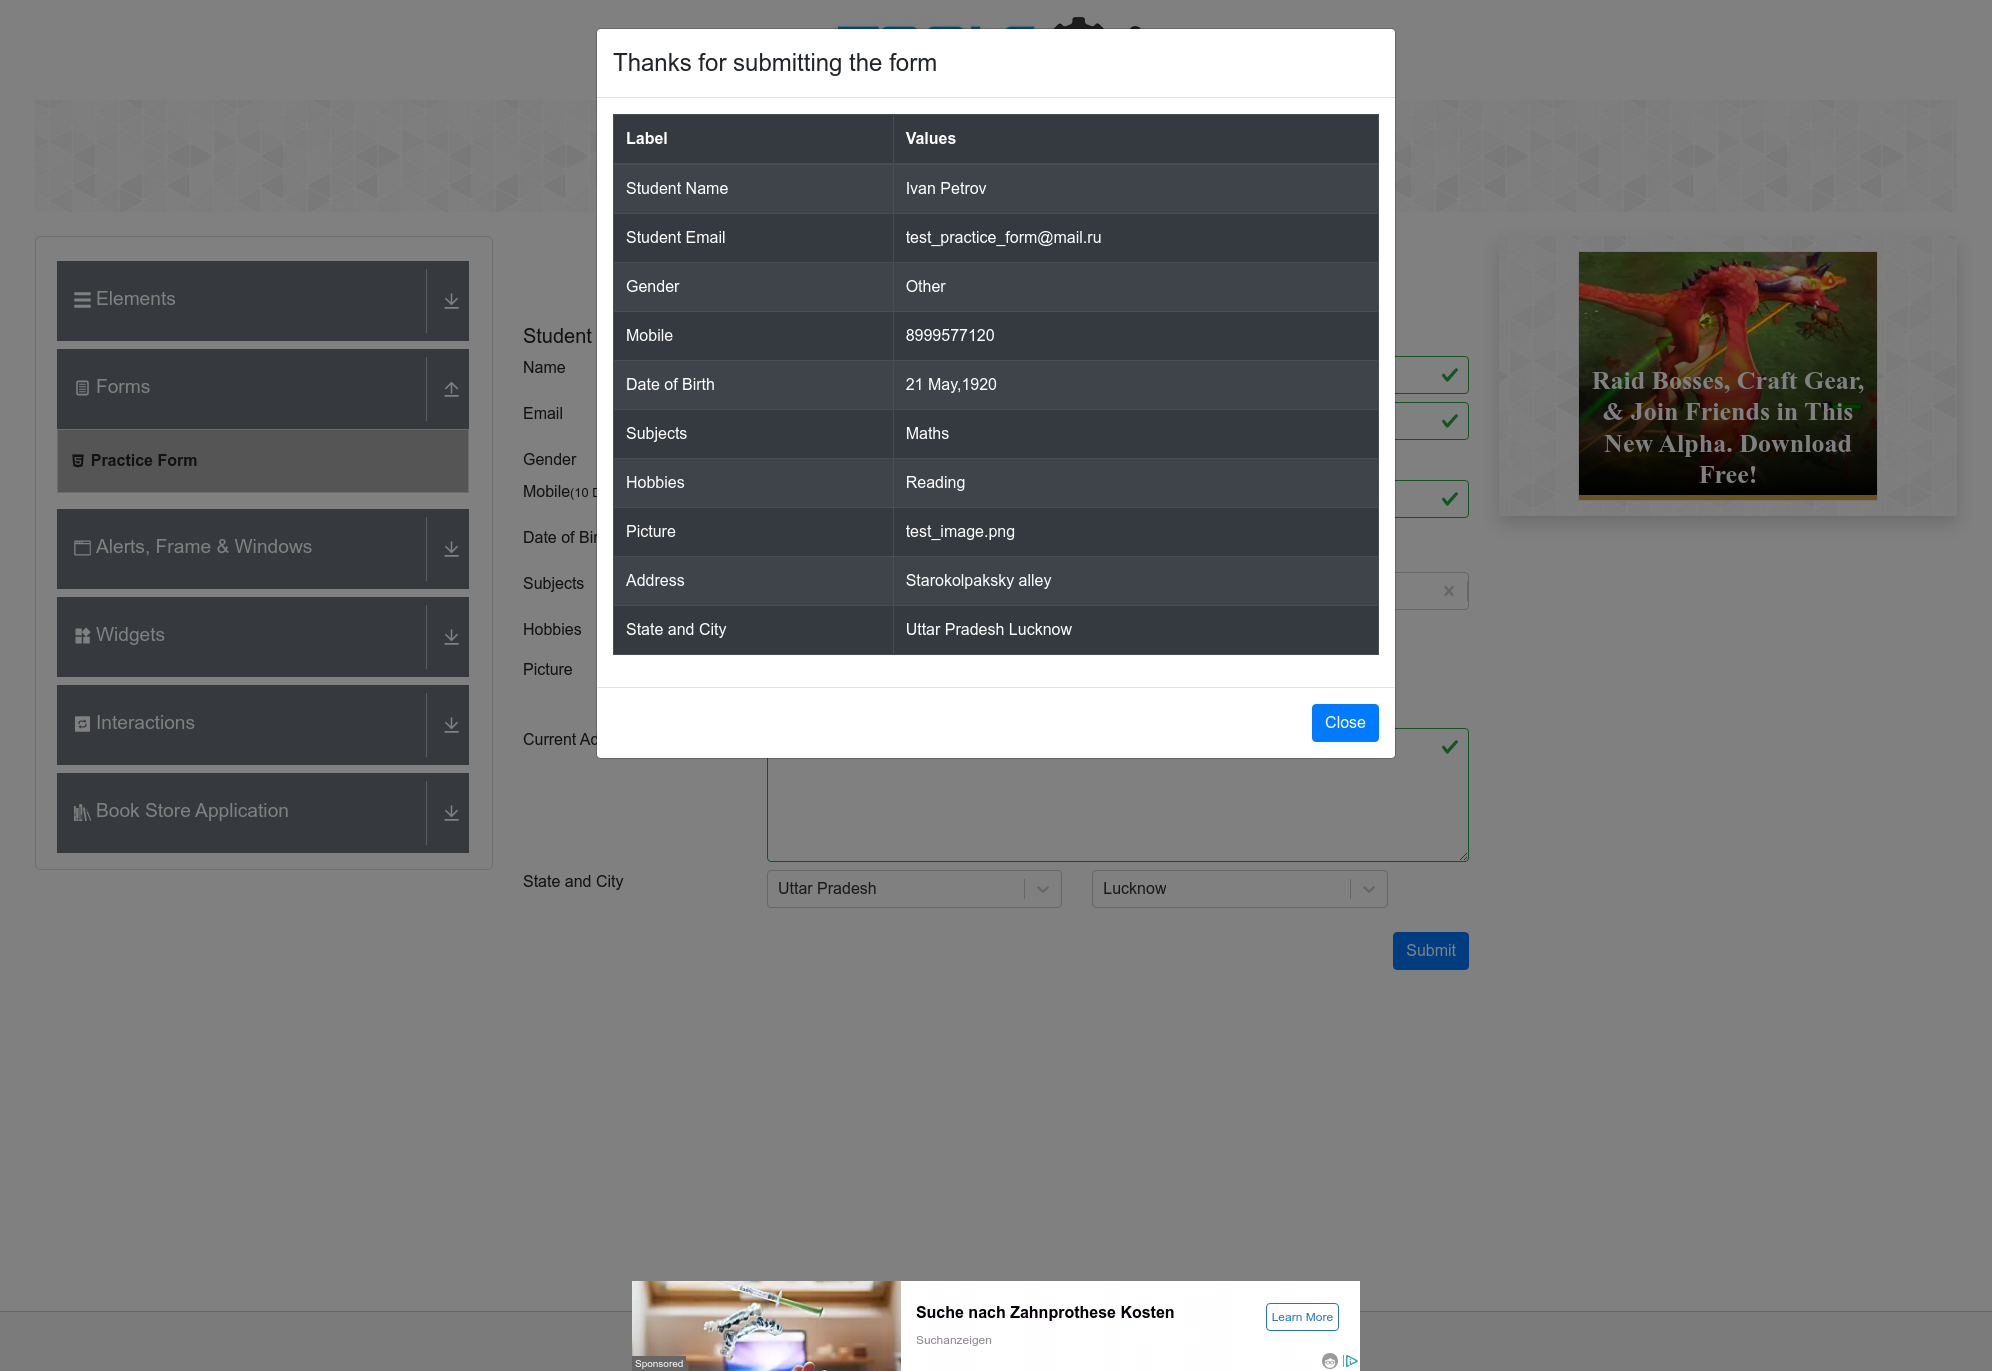 Thanks for submitting the form
Label Values
Student Name Ivan Petrov
Student Email test_practice_form@mail.ru
Gender Other
Mobile 8999577120
Date of Birth 21 May,1920
Subjects Maths
Hobbies Reading
Picture test_image.png
Address Starokolpaksky alley
State and City Uttar Pradesh Lucknow
Close
Elements
Forms
Practice Form
Alerts, Frame & Windows
Widgets
Interactions
Book Store Application
Student
Name
Email
Gender
Mobile(10
Date of
Subjects
Hobbies
Picture
Current
State and City
Uttar Pradesh
Lucknow
Submit
Raid Bosses, Craft Gear,
& Join Friends in This
New Alpha. Download
Free!
Suche nach Zahnprothese Kosten
Suchanzeigen
Learn More
Sponsored